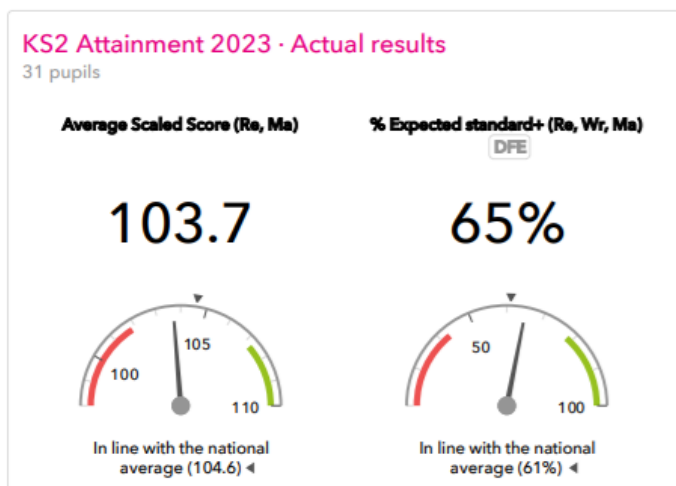 KS2 Attainment 2023 · Actual results
31 pupils
Average Scaled Score (Re, Ma)
103.7
100
105
110
In line with the national
average (104.6)
% Expected standard+ (Re, Wr, Ma)
DFE
65%
50
100
In line with the national
average (61%)